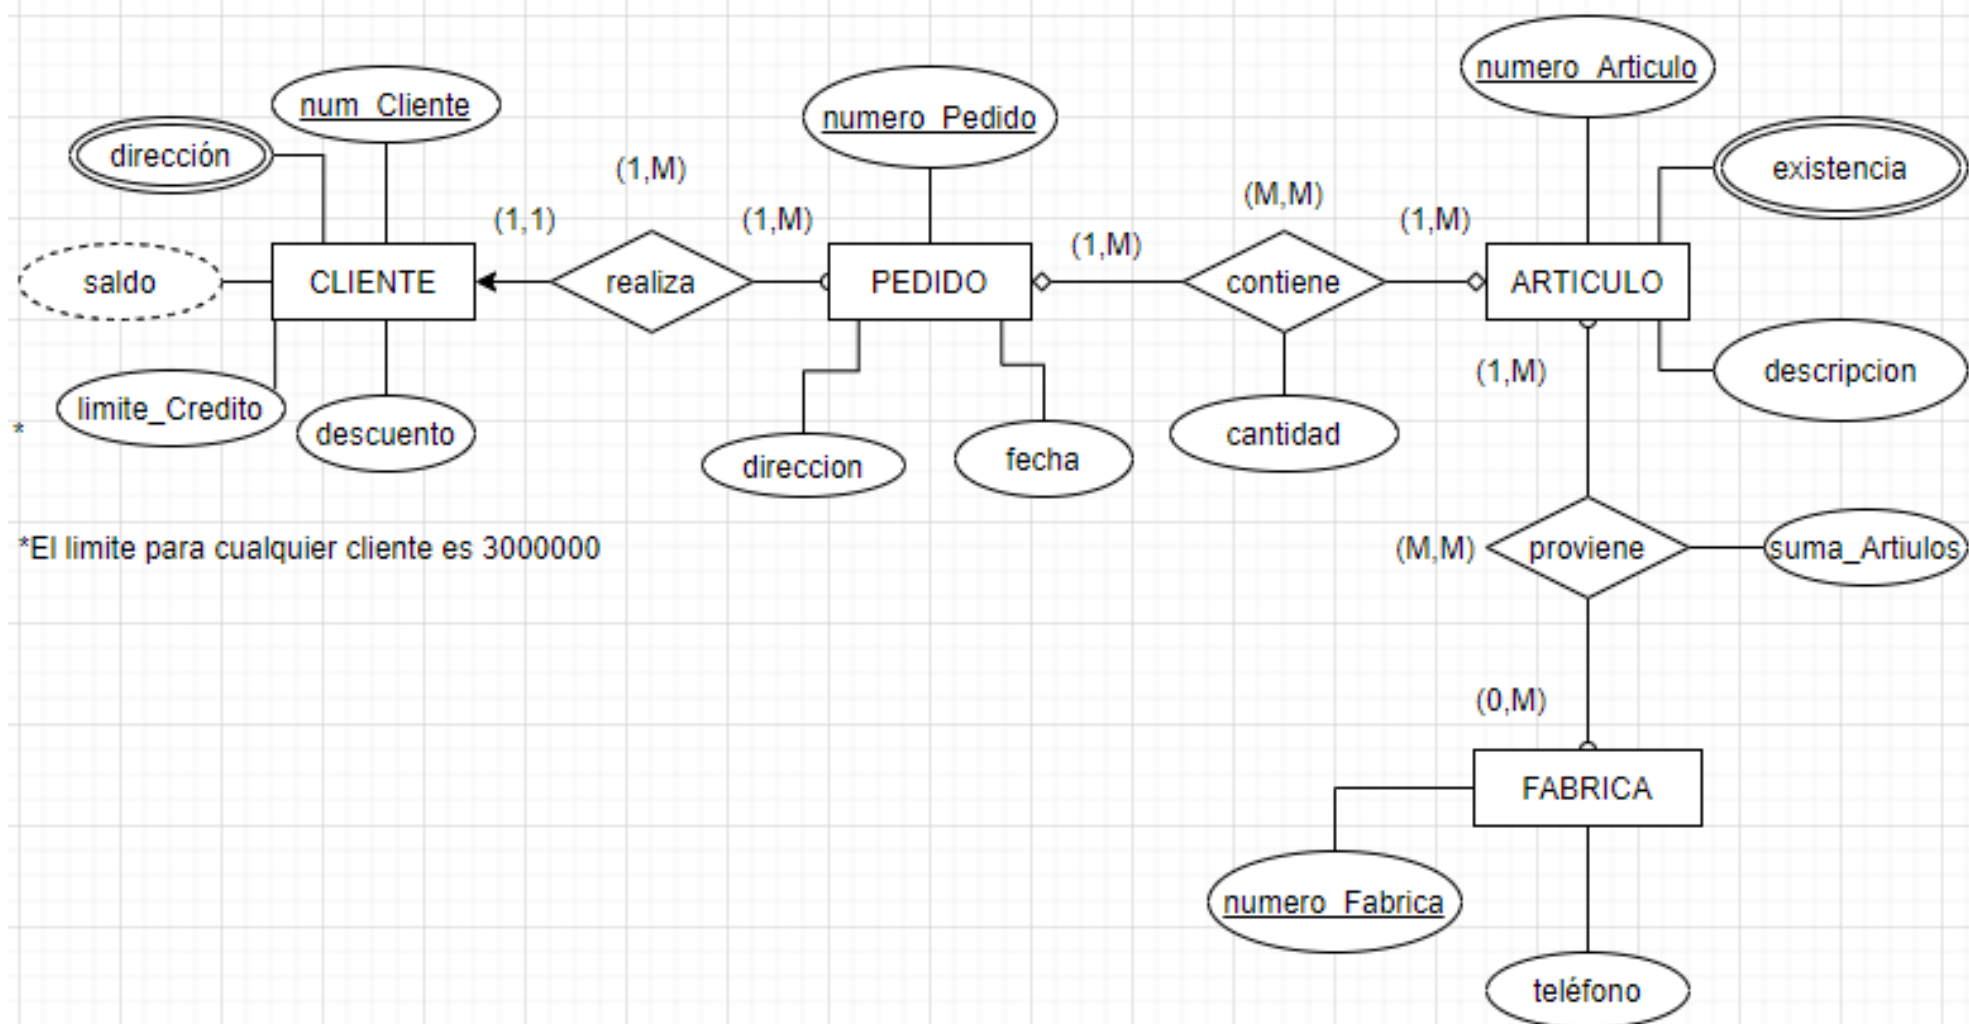 numero_Articulo
num_Cliente
numero_Pedido
dirección
existencia
(1,M)
(M,M)
(1,1)
(1,M)
(1,M)
(1,M)
saldo
CLIENTE
realiza
PEDIDO
contiene
ARTICULO
(1,M)
descripcion
limite_Credito
*
descuento
cantidad
direccion
fecha
*El limite para cualquier cliente es 3000000
(M,M)
proviene
suma_Artiulos
(0,M)
FABRICA
numero_Fabrica
teléfono